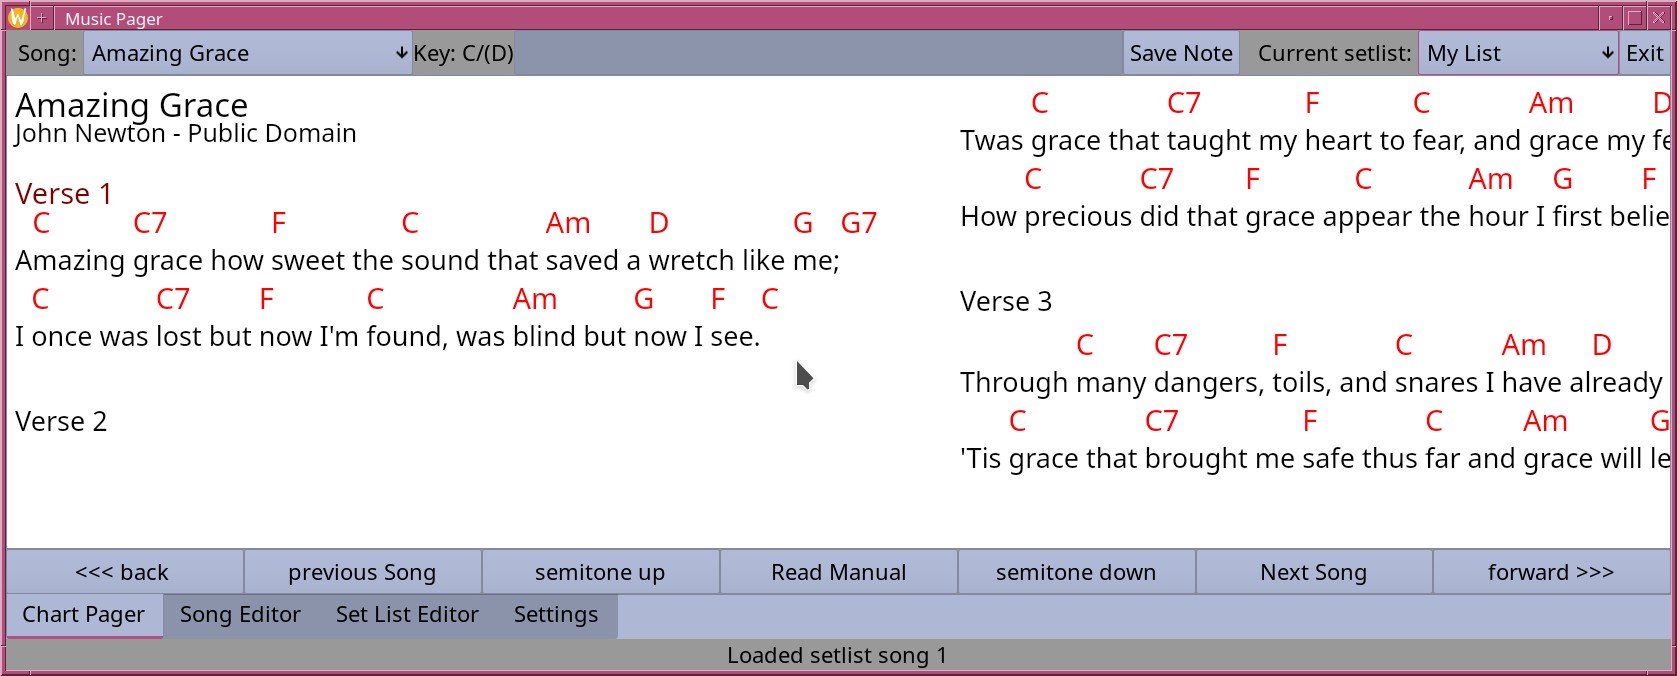 Music Pager
Song: Amazing Grace Key: C/(D) Save Note Current setlist: My List Exit
Amazing Grace
John Newton - Public Domain
Verse 1
C C7 F C Am D G G7
Amazing grace how sweet the sound that saved a wretch like me;
C C7 F C Am G F C
I once was lost but now I'm found, was blind but now I see.
Verse 2
C C7 F C Am D
Twas grace that taught my heart to fear, and grace my fe
C C7 F C Am G F
How precious did that grace appear the hour I first belie
Verse 3
C C7 F C Am D
Through many dangers, toils, and snares I have already
C C7 F C Am G
'Tis grace that brought me safe thus far and grace will le
<<< back previous Song semitone up Read Manual semitone down Next Song forward >>>
Chart Pager Song Editor Set List Editor Settings
Loaded setlist song 1